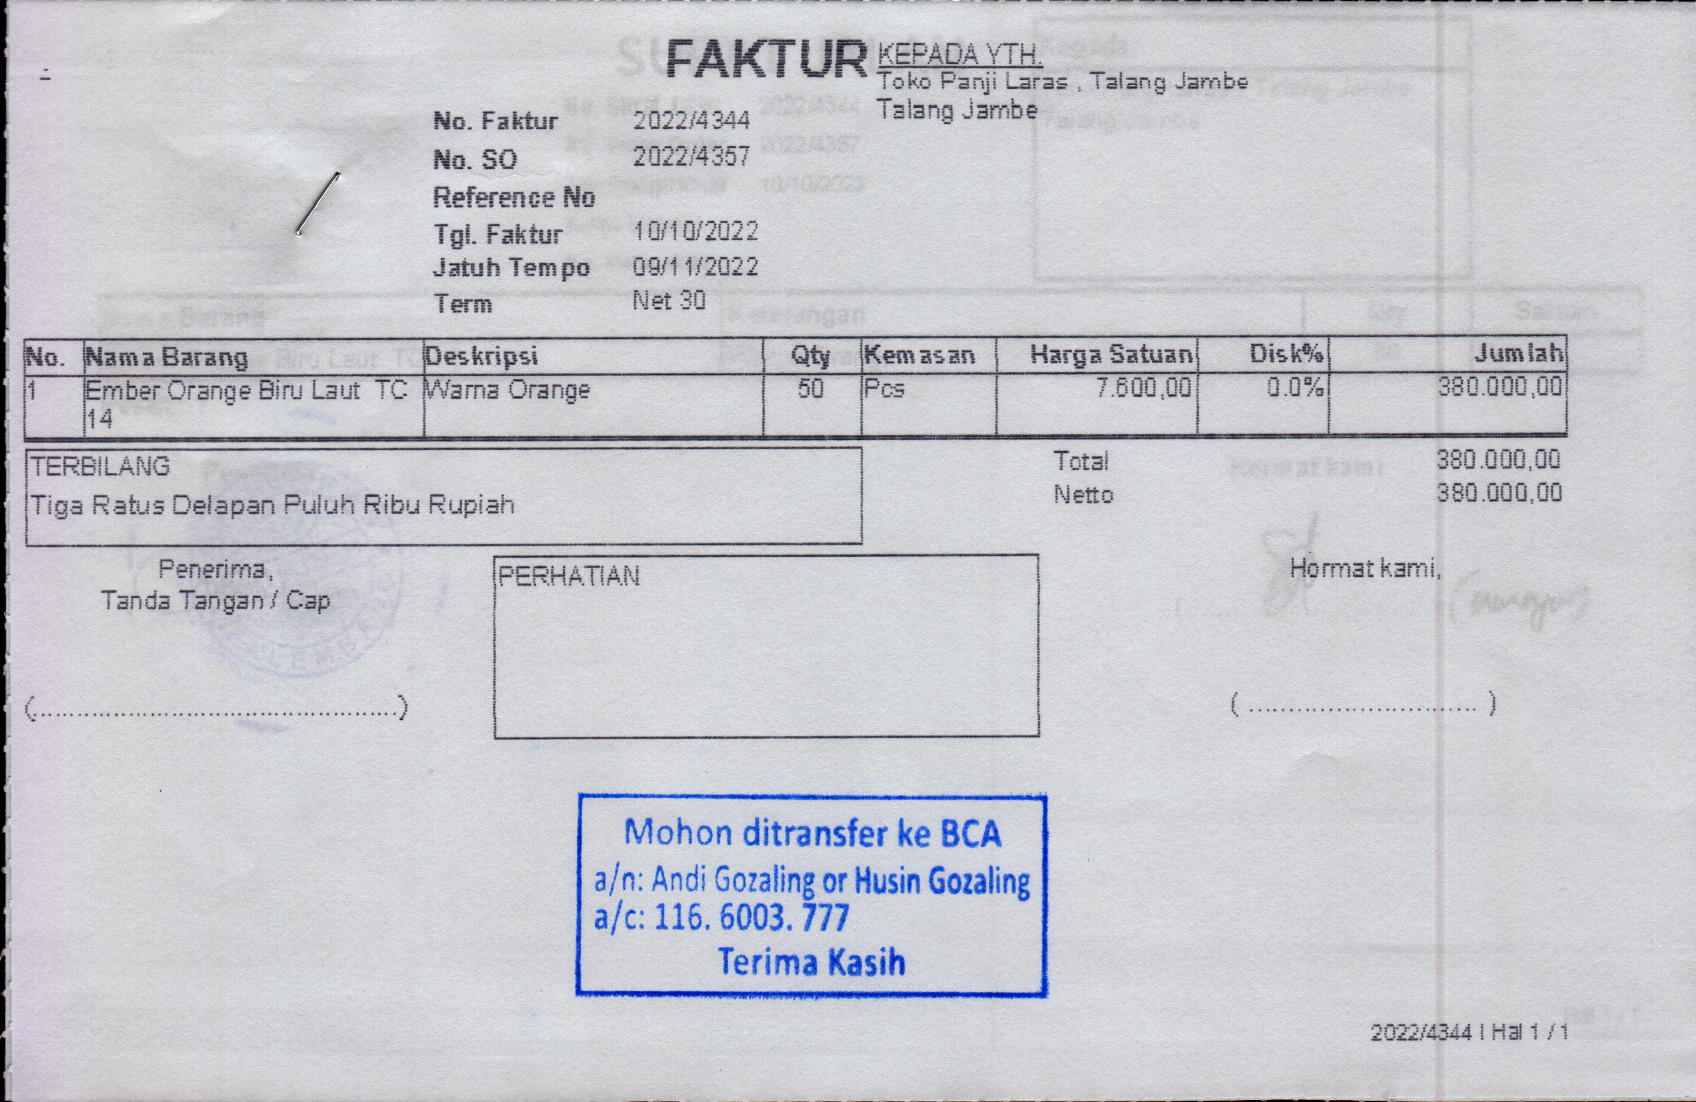 FAKTUR
KEPADA YTH.
Toko Panji Laras , Talang Jambe
Talang Jambe
No. Faktur 2022/4344
No. SO 2022/4357
Reference No
Tgl. Faktur 10/10/2022
Jatuh Tempo 09/11/2022
Term Net 30
No. Nama Barang Deskripsi Qty Kemasan Harga Satuan Disk% Jumlah
1 Ember Orange Biru Laut TC Warna Orange 50 Pcs 7.600,00 0.0% 380.000,00
14
TERBILANG
Tiga Ratus Delapan Puluh Ribu Rupiah
Total 380.000,00
Netto 380.000,00
Penerima,
Tanda Tangan / Cap
(..............................................)
PERHATIAN
Hormat kami,
( ............................ )
Mohon ditransfer ke BCA
a/n: Andi Gozaling or Husin Gozaling
a/c: 116. 6003. 777
Terima Kasih
2022/4344 | Hal 1 / 1